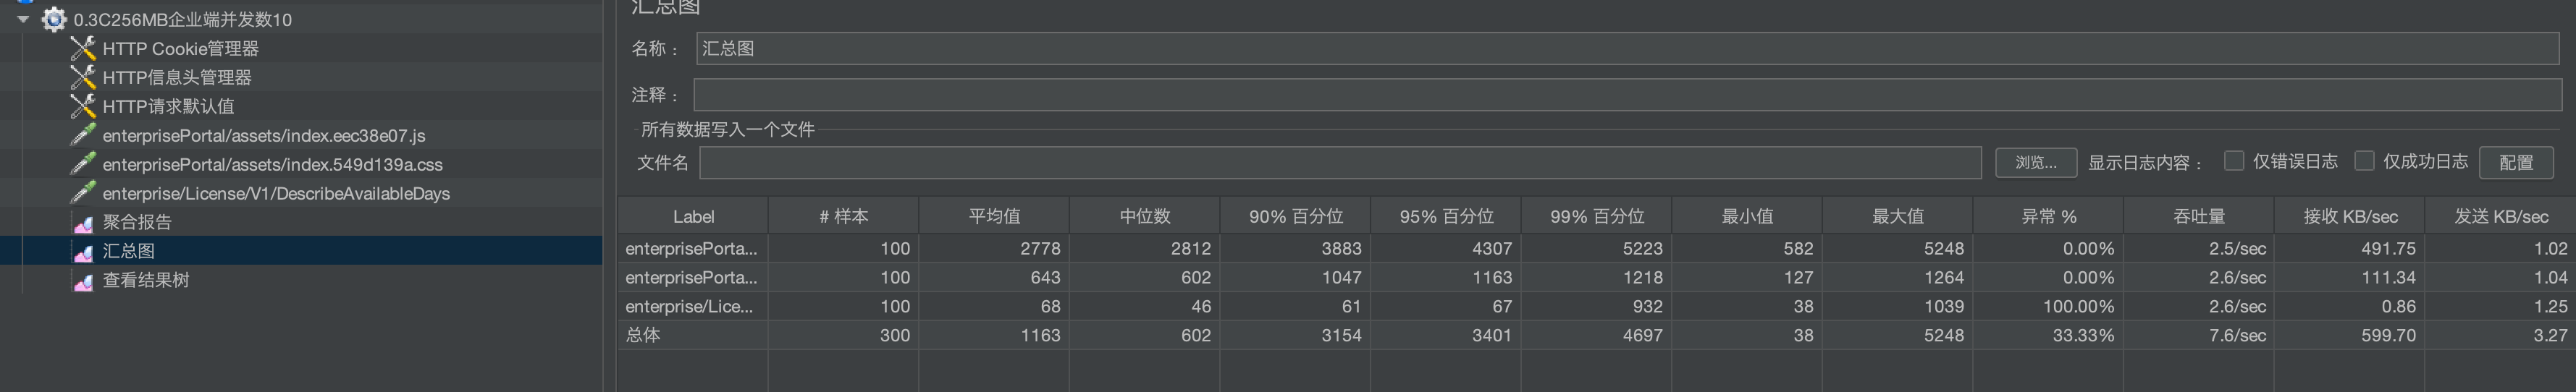 0.3C256MB企业端并发数10
HTTP Cookie管理器
HTTP信息头管理器
HTTP请求默认值
enterprisePortal/assets/index.eec38e07.js
enterprisePortal/assets/index.549d139a.css
enterprise/License/V1/DescribeAvailableDays
聚合报告
汇总图
查看结果树
汇总图
名称： 汇总图
注释：
所有数据写入一个文件
文件名 浏览... 显示日志内容： 仅错误日志 仅成功日志 配置
Label # 样本 平均值 中位数 90% 百分位 95% 百分位 99% 百分位 最小值 最大值 异常 % 吞吐量 接收 KB/sec 发送 KB/sec
enterprisePorta... 100 2778 2812 3883 4307 5223 582 5248 0.00% 2.5/sec 491.75 1.02
enterprisePorta... 100 643 602 1047 1163 1218 127 1264 0.00% 2.6/sec 111.34 1.04
enterprise/Lice... 100 68 46 61 67 932 38 1039 100.00% 2.6/sec 0.86 1.25
总体 300 1163 602 3154 3401 4697 38 5248 33.33% 7.6/sec 599.70 3.27